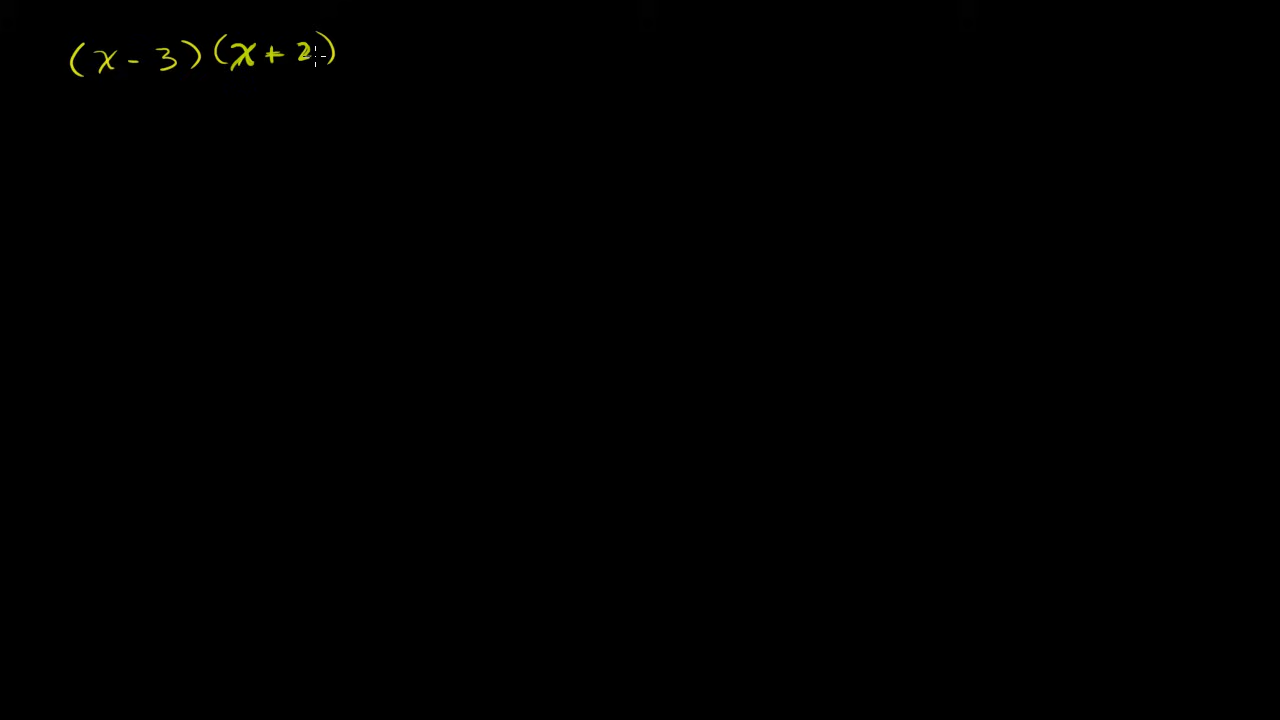 (x - 3)(x + 2)